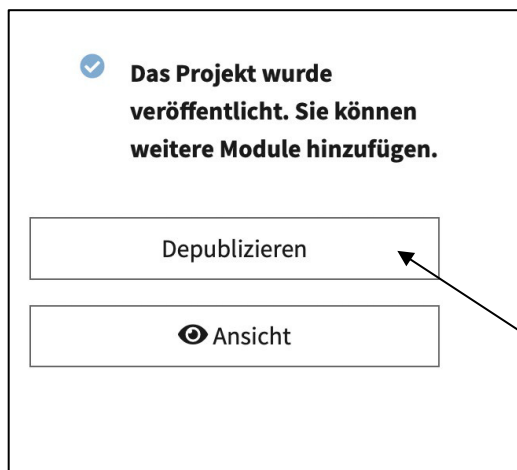 Das Projekt wurde
veröffentlicht. Sie können
weitere Module hinzufügen.
Depublizieren
Ansicht